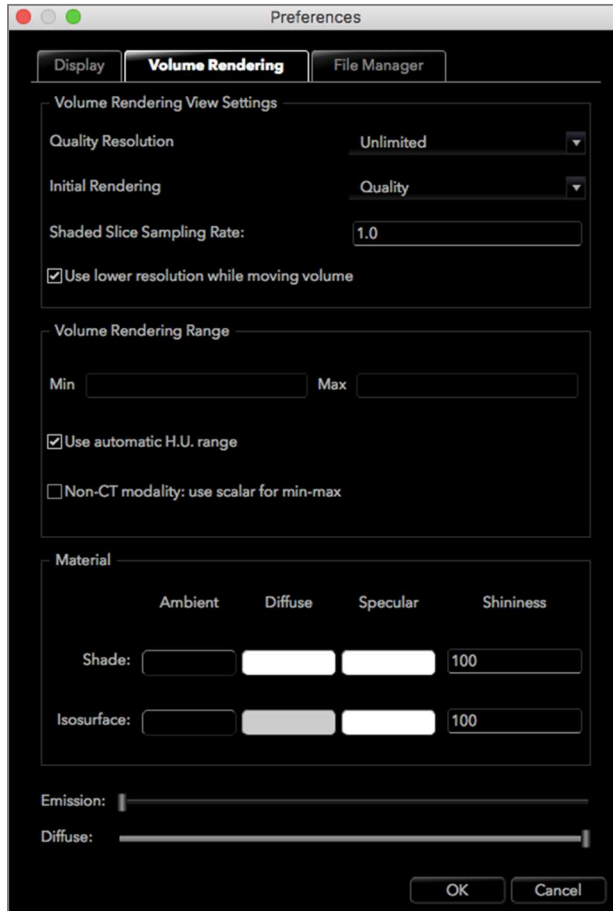 Preferences
Display Volume Rendering File Manager
Volume Rendering View Settings
Quality Resolution Unlimited
Initial Rendering Quality
Shaded Slice Sampling Rate: 1.0
Use lower resolution while moving volume
Volume Rendering Range
Min Max
Use automatic H.U. range
Non-CT modality: use scalar for min-max
Material
Ambient Diffuse Specular Shininess
Shade: 100
Isosurface: 100
Emission:
Diffuse:
OK Cancel